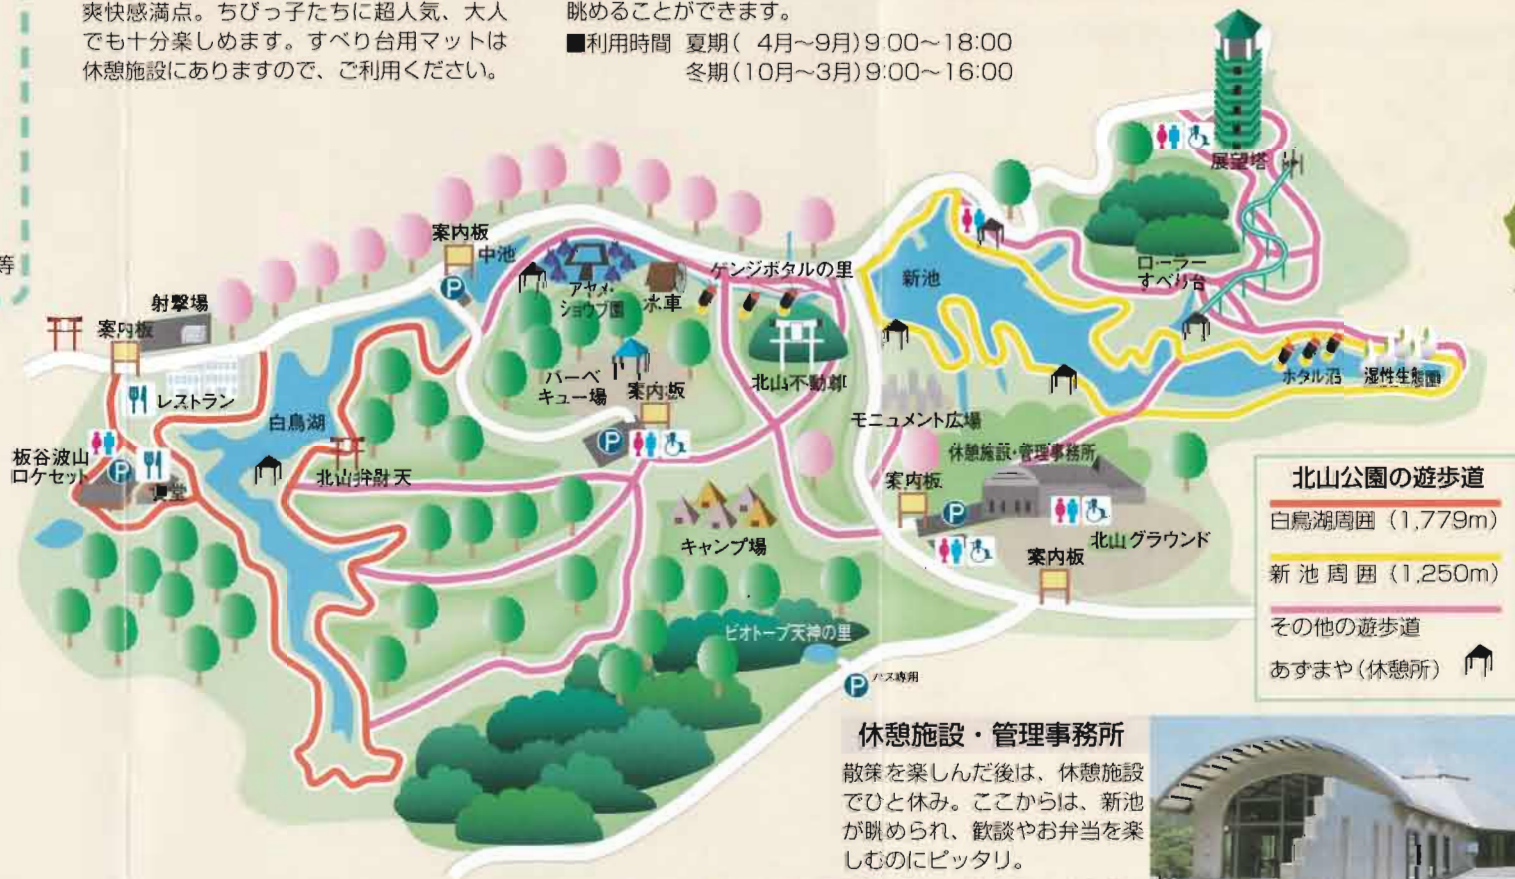 爽快感満点。ちびっ子たちに超人気、大人
でも十分楽しめます。すべり台用マットは
休憩施設にありますので、ご利用ください。
眺めることができます。
■利用時間 夏期( 4月〜9月)9:00〜18:00
冬期(10月〜3月)9:00〜16:00
等
展望塔
案内板
中池
P
ゲンジボタルの里
新池
ローラー
すべり台
射撃場
案内板
アヤメ・
ショウブ園
水車
レストラン
白鳥湖
バーベ
キュー場
案内板
P
北山不動尊
ホタル沼
湿性生態園
モニュメント広場
板谷波山
ロケセット
P
食堂
北山弁財天
休憩施設・管理事務所
案内板
P
キャンプ場
北山グラウンド
案内板
ビオトープ天神の里
P
バス専用
北山公園の遊歩道
白鳥湖周囲(1,779m)
新池周囲(1,250m)
その他の遊歩道
あずまや(休憩所)
休憩施設・管理事務所
散策を楽しんだ後は、休憩施設
でひと休み。ここからは、新池
が眺められ、歓談やお弁当を楽
しむのにピッタリ。